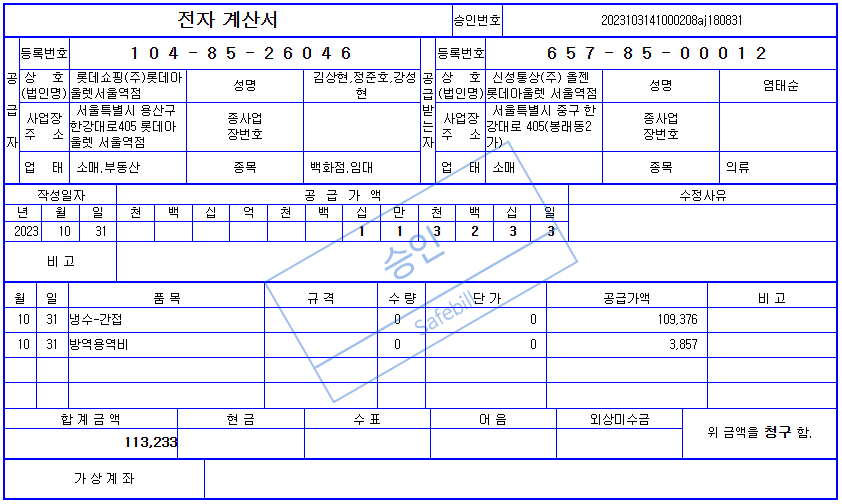 전자 계산서 승인번호 2023103141000208aj180831
공급자 등록번호 104-85-26046 공급받는자 등록번호 657-85-00012
상 호 (법인명) 롯데쇼핑(주)롯데아울렛서울역점 성명 김상현,정준호,강성현 상 호 (법인명) 신성통상(주) 올젠 롯데아울렛 서울역점 성명 염태순
사업장 주 소 서울특별시 용산구 한강대로405 롯데아울렛 서울역점 종사업장번호 사업장 주 소 서울특별시 중구 한강대로 405(봉래동2가) 종사업장번호
업 태 소매,부동산 종목 백화점,임대 업 태 소매 종목 의류
작성일자 공 급 가 액 수정사유
년 월 일 천 백 십 억 천 백 십 만 천 백 십 일
2023 10 31 1 1 3 2 3 3
비 고
승인
Safebill
월 일 품 목 규 격 수 량 단 가 공급가액 비 고
10 31 냉수-간접 0 0 109,376
10 31 방역용역비 0 0 3,857
합 계 금 액 현 금 수 표 어 음 외상미수금 위 금액을 청구 함.
113,233
가 상 계 좌